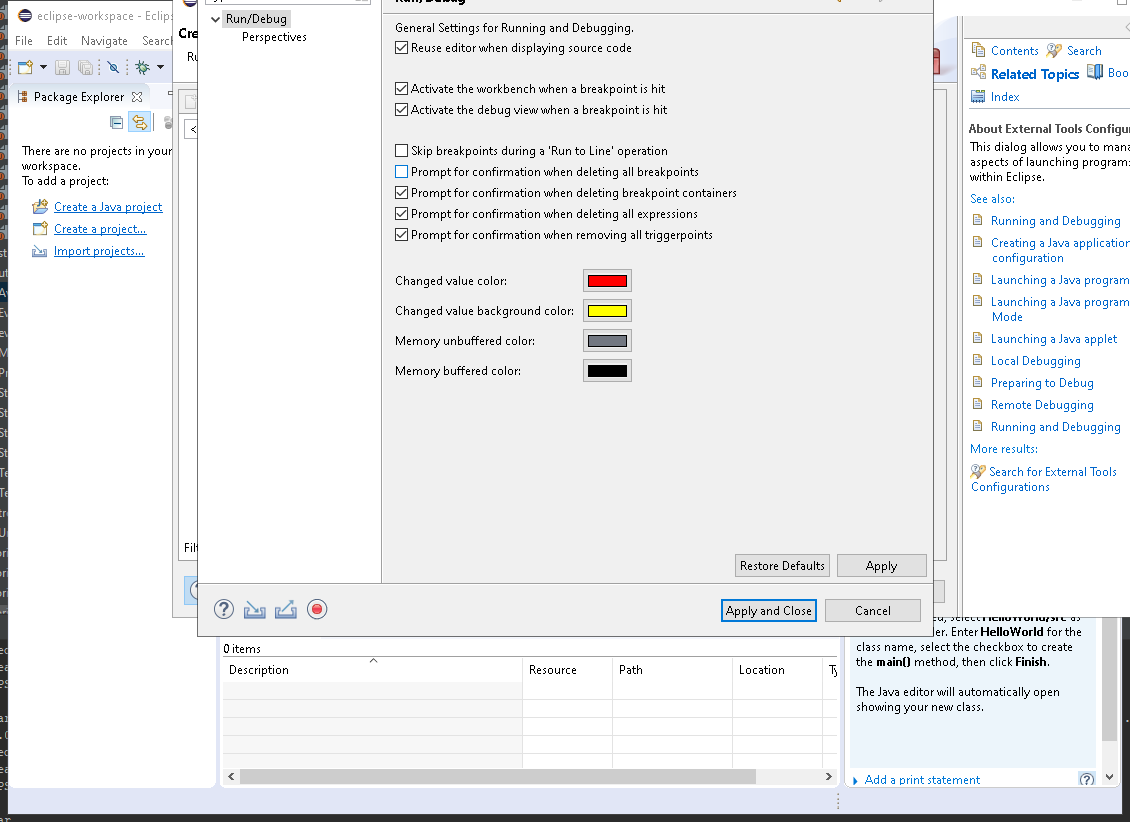 eclipse-workspace - Eclips
File Edit Navigate Search
Package Explorer
There are no projects in your
workspace.
To add a project:
Create a Java project
Create a project...
Import projects...
Cre
Ru
<
Filt
Run/Debug
Perspectives
Run/Debug
General Settings for Running and Debugging.
Reuse editor when displaying source code
Activate the workbench when a breakpoint is hit
Activate the debug view when a breakpoint is hit
Skip breakpoints during a 'Run to Line' operation
Prompt for confirmation when deleting all breakpoints
Prompt for confirmation when deleting breakpoint containers
Prompt for confirmation when deleting all expressions
Prompt for confirmation when removing all triggerpoints
Changed value color:
Changed value background color:
Memory unbuffered color:
Memory buffered color:
Restore Defaults Apply
Apply and Close Cancel
Contents Search
Related Topics Boo
Index
About External Tools Configu
This dialog allows you to mana
aspects of launching program
within Eclipse.
See also:
Running and Debugging
Creating a Java application
configuration
Launching a Java program
Launching a Java program
Mode
Launching a Java applet
Local Debugging
Preparing to Debug
Remote Debugging
Running and Debugging
More results:
Search for External Tools
Configurations
0 items
Description Resource Path Location Ty
select HelloWorld/src as
er. Enter HelloWorld for the
class name, select the checkbox to create
the main() method, then click Finish.
The Java editor will automatically open
showing your new class.
Add a print statement